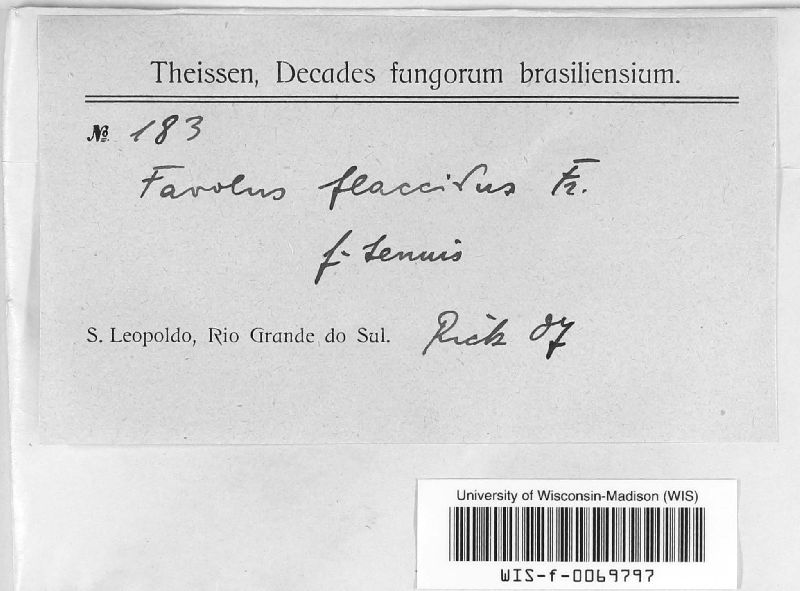 Theissen, Decades fungorum brasiliensium.
№ 183
Favolus flaccidus Fr.
f. tenuis
S. Leopoldo, Rio Grande do Sul. Rick 07
University of Wisconsin-Madison (WIS)
WIS-f-0069797